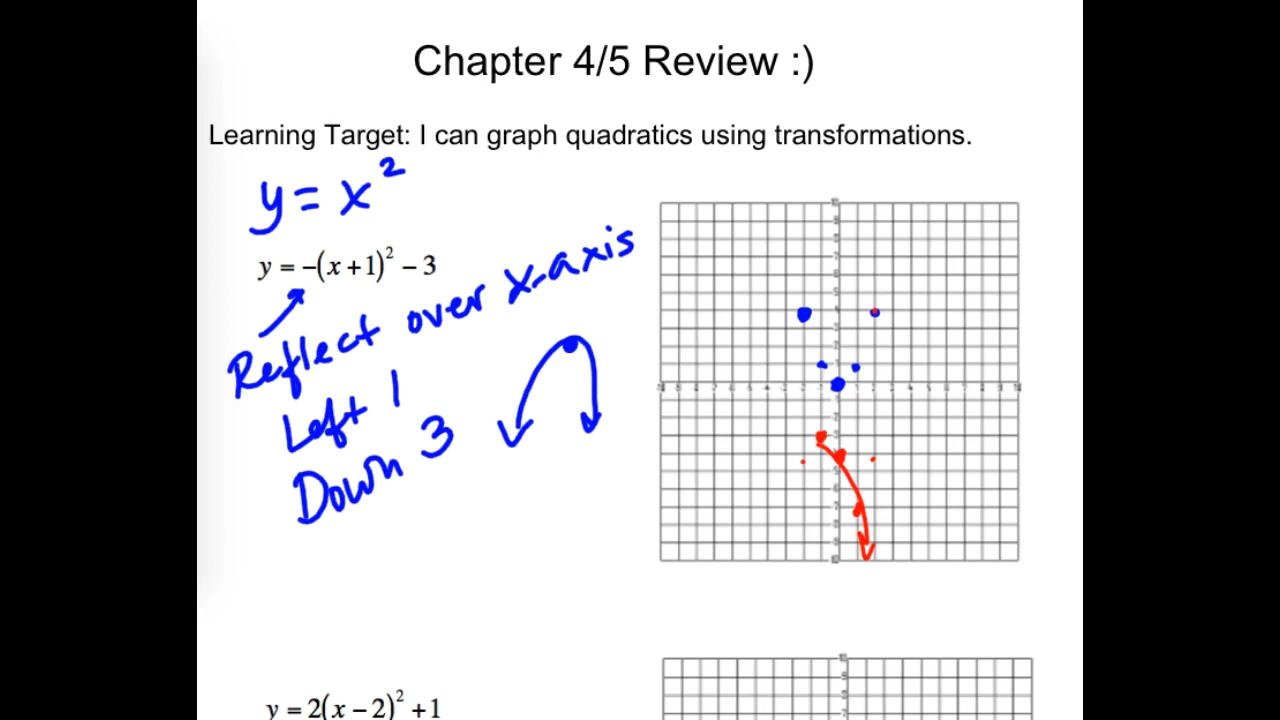 Chapter 4/5 Review :)
Learning Target: I can graph quadratics using transformations.
y = x²
y = -(x+1)² - 3
Reflect over x-axis
Left 1
Down 3
y = 2(x-2)² + 1